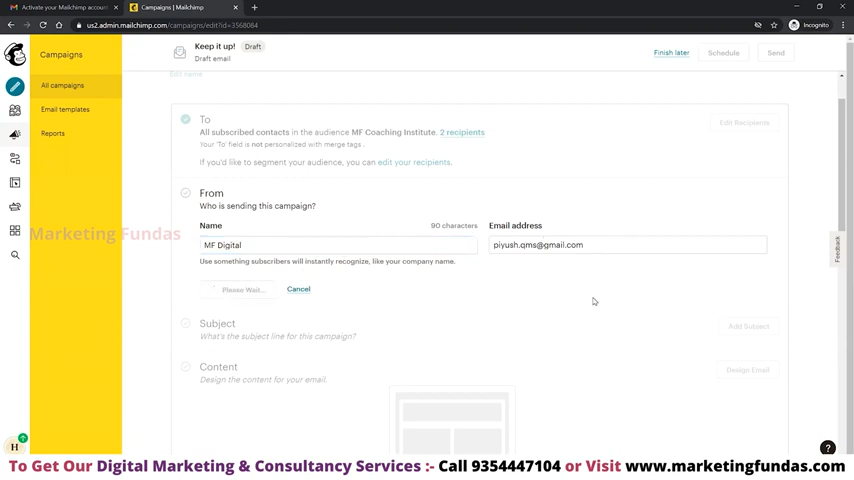 Activate your Mailchimp account
Campaigns | Mailchimp
us2.admin.mailchimp.com/campaigns/edit?id=3568084
Incognito
Campaigns
All campaigns
Email templates
Reports
Keep it up! Draft
Draft email
Finish later
Schedule
Send
Edit name
To
All subscribed contacts in the audience MF Coaching Institute. 2 recipients
Your 'To' field is not personalized with merge tags.
If you'd like to segment your audience, you can edit your recipients.
Edit Recipients
From
Who is sending this campaign?
Name 90 characters
MF Digital
Use something subscribers will instantly recognize, like your company name.
Email address
piyush.qms@gmail.com
Please Wait...
Cancel
Subject
What's the subject line for this campaign?
Add Subject
Content
Design the content for your email.
Design Email
Feedback
Marketing Fundas
H
?
To Get Our Digital Marketing & Consultancy Services :- Call 9354447104 or Visit www.marketingfundas.com